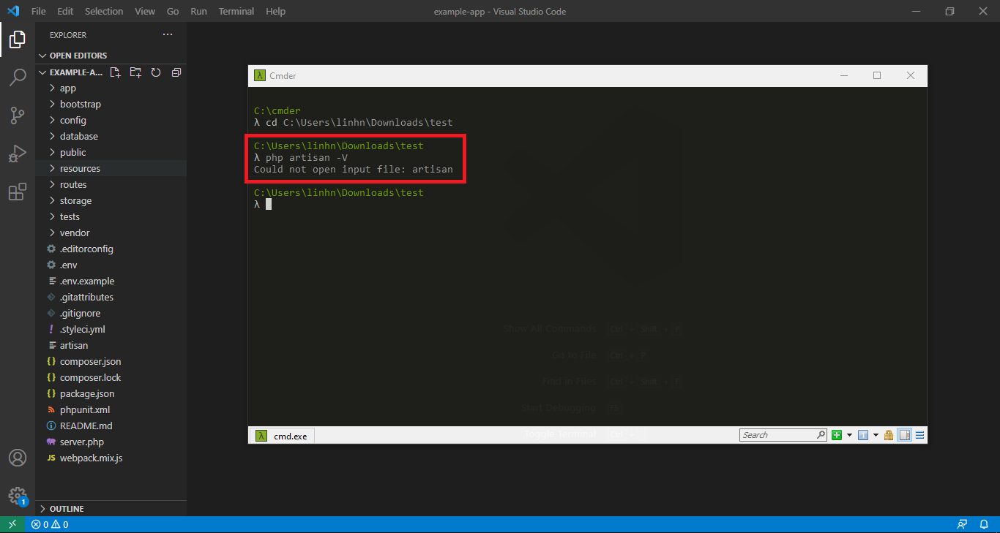 File Edit Selection View Go Run Terminal Help
example-app - Visual Studio Code
EXPLORER
OPEN EDITORS
EXAMPLE-A...
app
bootstrap
config
database
public
resources
routes
storage
tests
vendor
.editorconfig
.env
.env.example
.gitattributes
.gitignore
! .styleci.yml
artisan
{} composer.json
{} composer.lock
{} package.json
phpunit.xml
README.md
server.php
JS webpack.mix.js
OUTLINE
1
0 0
λ Cmder
C:\cmder
λ cd C:\Users\linhn\Downloads\test
C:\Users\linhn\Downloads\test
λ php artisan -V
Could not open input file: artisan
C:\Users\linhn\Downloads\test
λ
Show All Commands Ctrl + Shift + P
Go to File Ctrl + P
Find in Files Ctrl + Shift + F
Start Debugging F5
Toggle Terminal Ctrl +
λ cmd.exe
Search